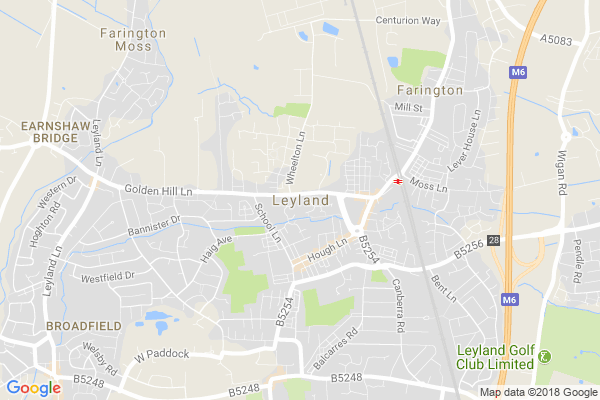 Centurion Way
Farington
Moss
A5083
M6
Farington
Mill St
Lever House Ln
EARNSHAW
BRIDGE
Leyland Ln
Wheelton Ln
Wigan Rd
Moss Ln
Western Dr
Golden Hill Ln
Leyland
Hoghton Rd
Bannister Dr
School Ln
Haig Ave
B5254
Hough Ln
28
B5256
Pendle Rd
Leyland Ln
Westfield Dr
Bent Ln
Canberra Rd
M6
B5254
BROADFIELD
Balcarres Rd
Welsby Rd
W Paddock
Leyland Golf
Club Limited
B5248
B5248
B5248
Google
Map data ©2018 Google